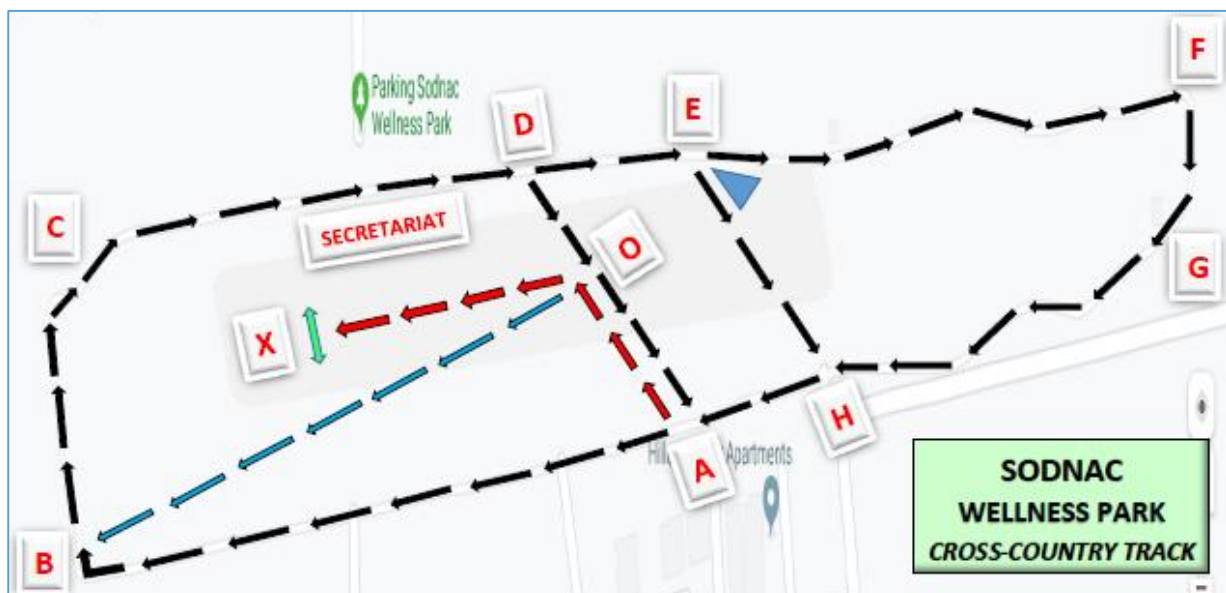 F
Parking Sodnac
Wellness Park
D
E
C
SECRETARIAT
O
G
X
H
A
Apartments
B
SODNAC
WELLNESS PARK
CROSS-COUNTRY TRACK